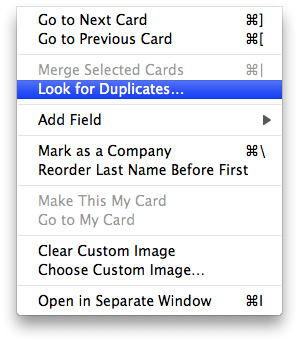 Go to Next Card ⌘]
Go to Previous Card ⌘[
Merge Selected Cards ⌘|
Look for Duplicates...
Add Field
Mark as a Company ⌘\
Reorder Last Name Before First
Make This My Card
Go to My Card
Clear Custom Image
Choose Custom Image...
Open in Separate Window ⌘I